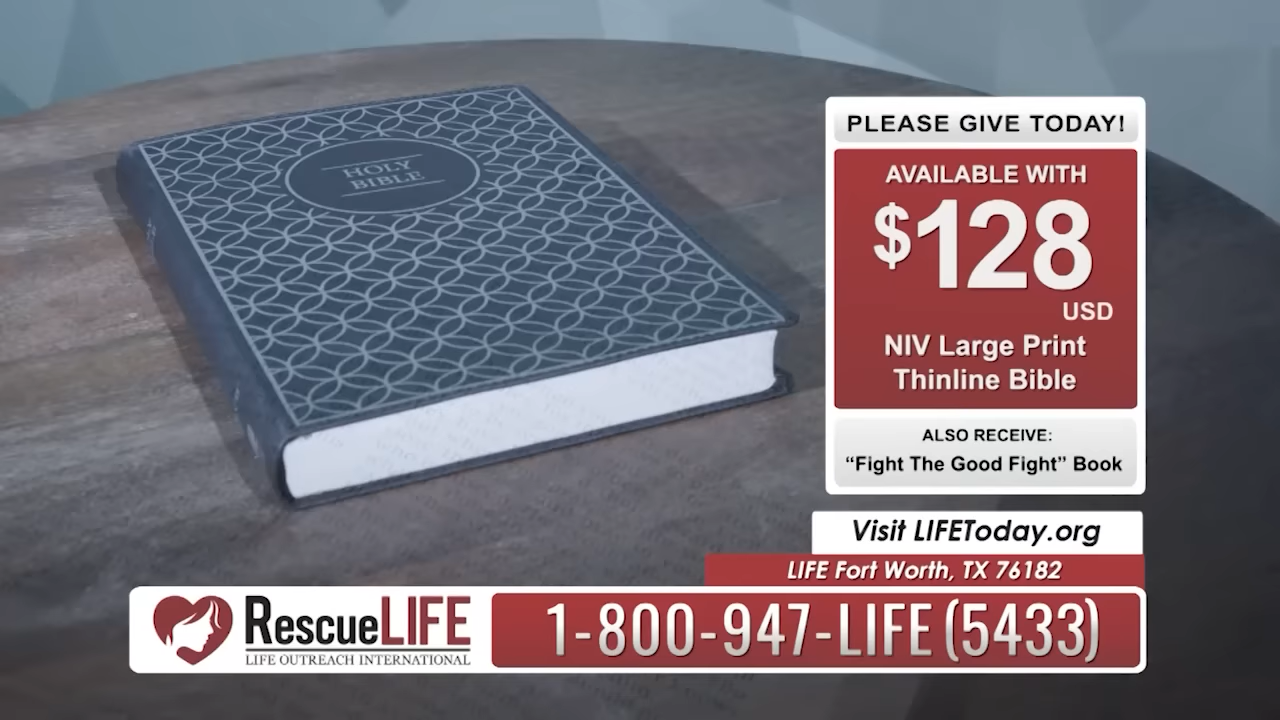 HOLY
BIBLE
PLEASE GIVE TODAY!
AVAILABLE WITH
$128
USD
NIV Large Print
Thinline Bible
ALSO RECEIVE:
“Fight The Good Fight” Book
Visit LIFEToday.org
LIFE Fort Worth, TX 76182
RescueLIFE
LIFE OUTREACH INTERNATIONAL
1-800-947-LIFE (5433)